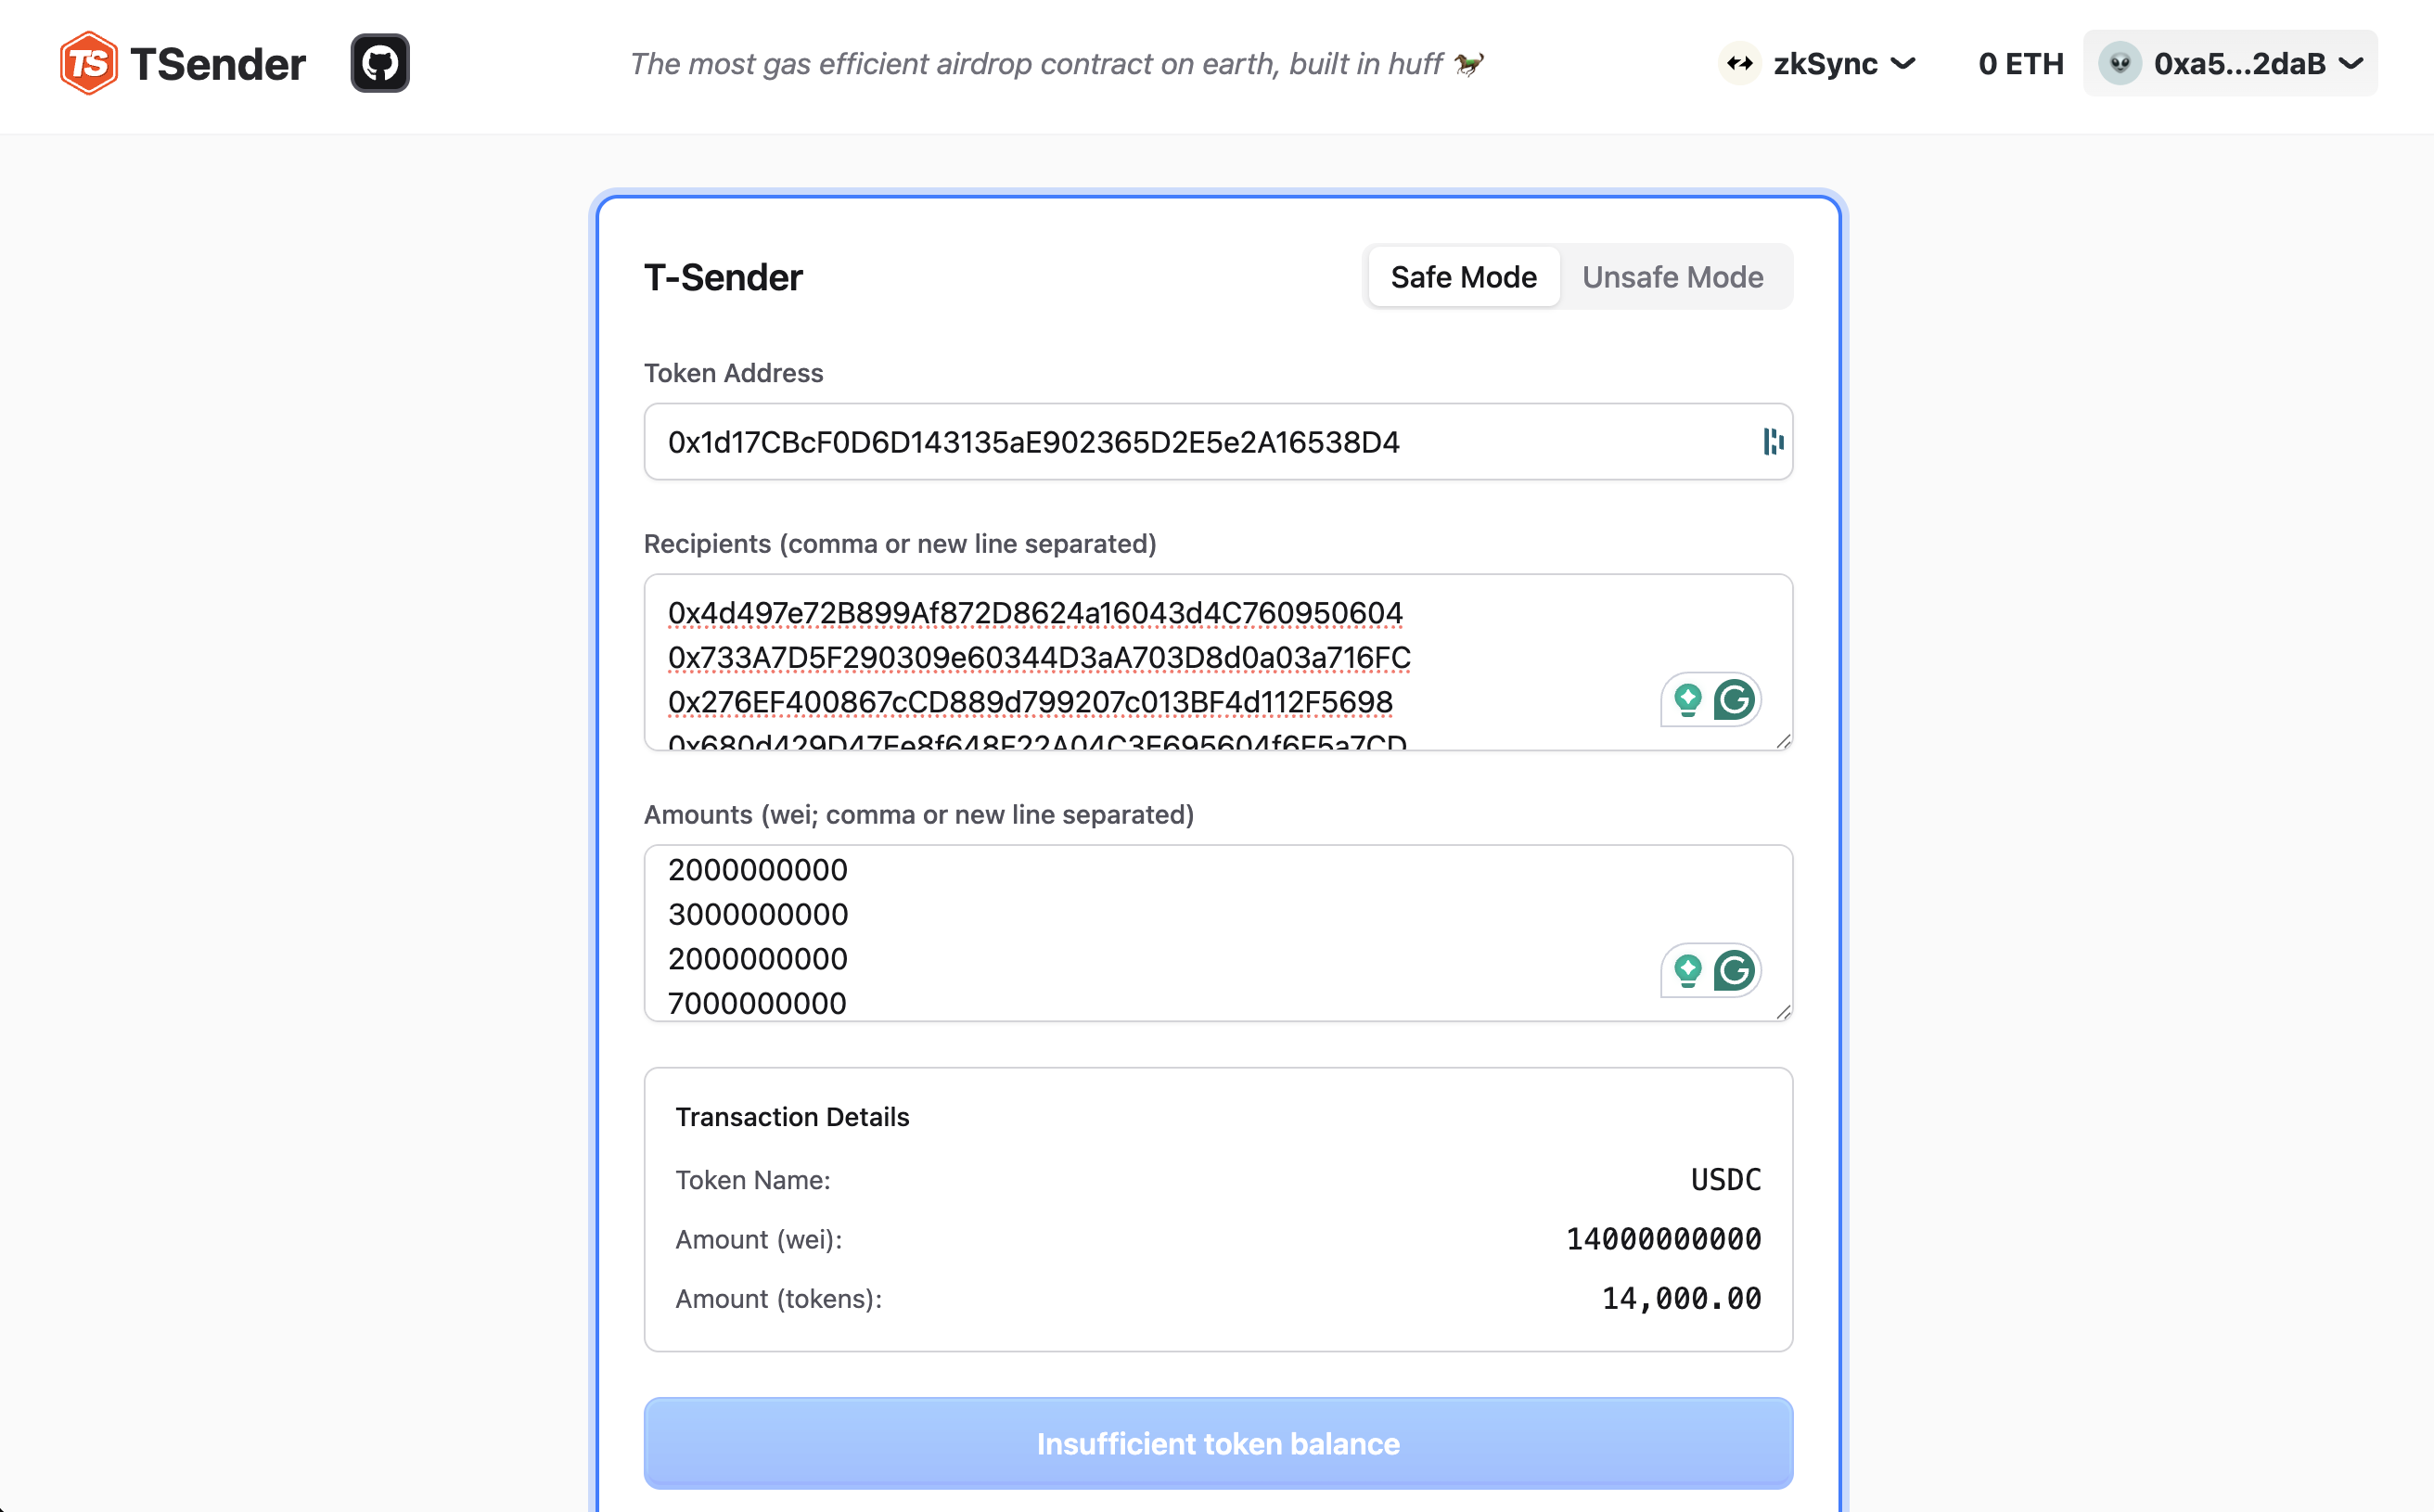 TS TSender
The most gas efficient airdrop contract on earth, built in huff 🐎
zkSync
0 ETH
0xa5...2daB
T-Sender
Safe Mode
Unsafe Mode
Token Address
0x1d17CBcF0D6D143135aE902365D2E5e2A16538D4
Recipients (comma or new line separated)
0x4d497e72B899Af872D8624a16043d4C760950604
0x733A7D5F290309e60344D3aA703D8d0a03a716FC
0x276EF400867cCD889d799207c013BF4d112F5698
Amounts (wei; comma or new line separated)
2000000000
3000000000
2000000000
7000000000
Transaction Details
Token Name:
USDC
Amount (wei):
14000000000
Amount (tokens):
14,000.00
Insufficient token balance